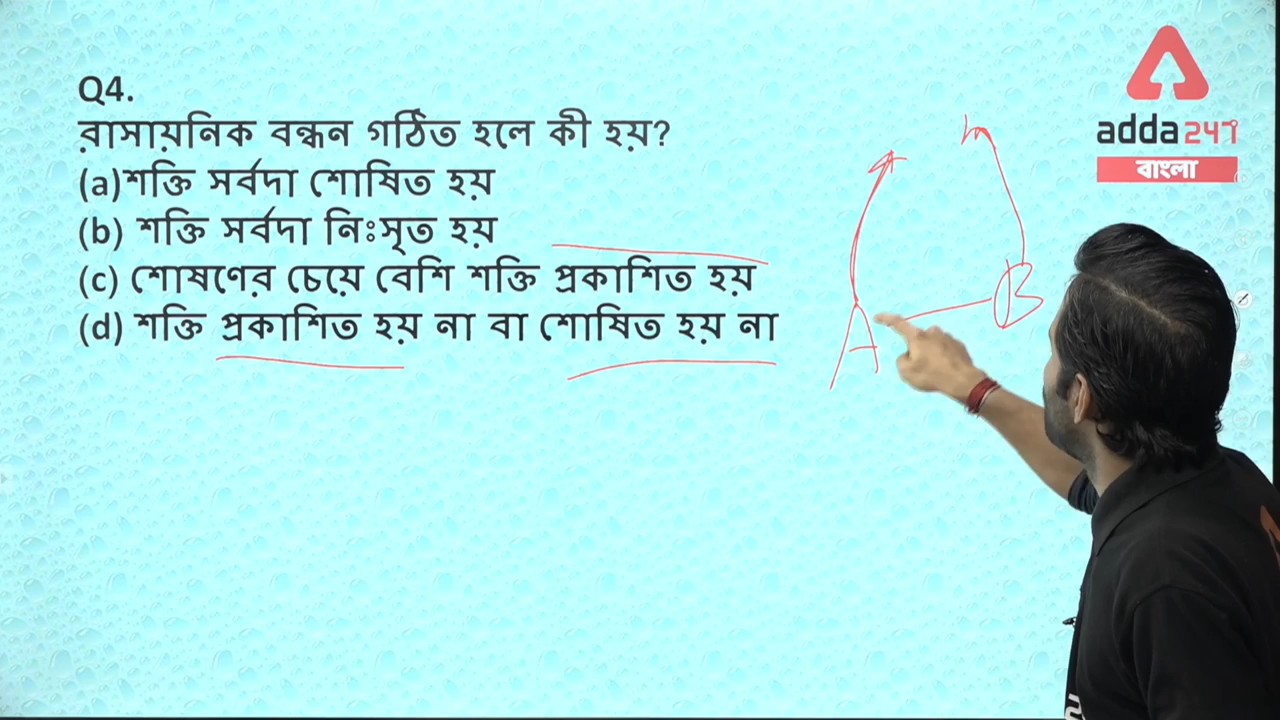 Q4.
রাসায়নিক বন্ধন গঠিত হলে কী হয়?
(a)শক্তি সর্বদা শোষিত হয়
(b) শক্তি সর্বদা নিঃসৃত হয়
(c) শোষণের চেয়ে বেশি শক্তি প্রকাশিত হয়
(d) শক্তি প্রকাশিত হয় না বা শোষিত হয় না
A
B
adda247
বাংলা